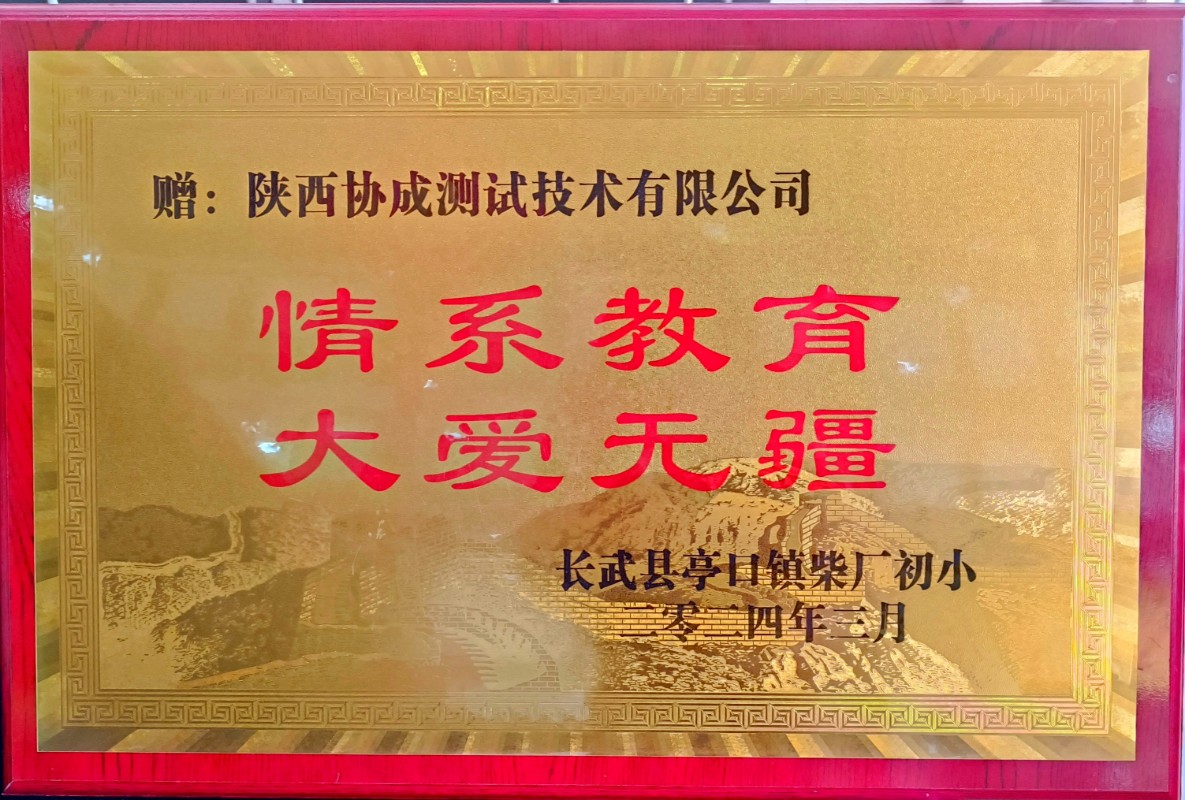 赠：陕西协成测试技术有限公司
情系教育
大爱无疆
长武县亭口镇柴厂初小
二零二四年三月